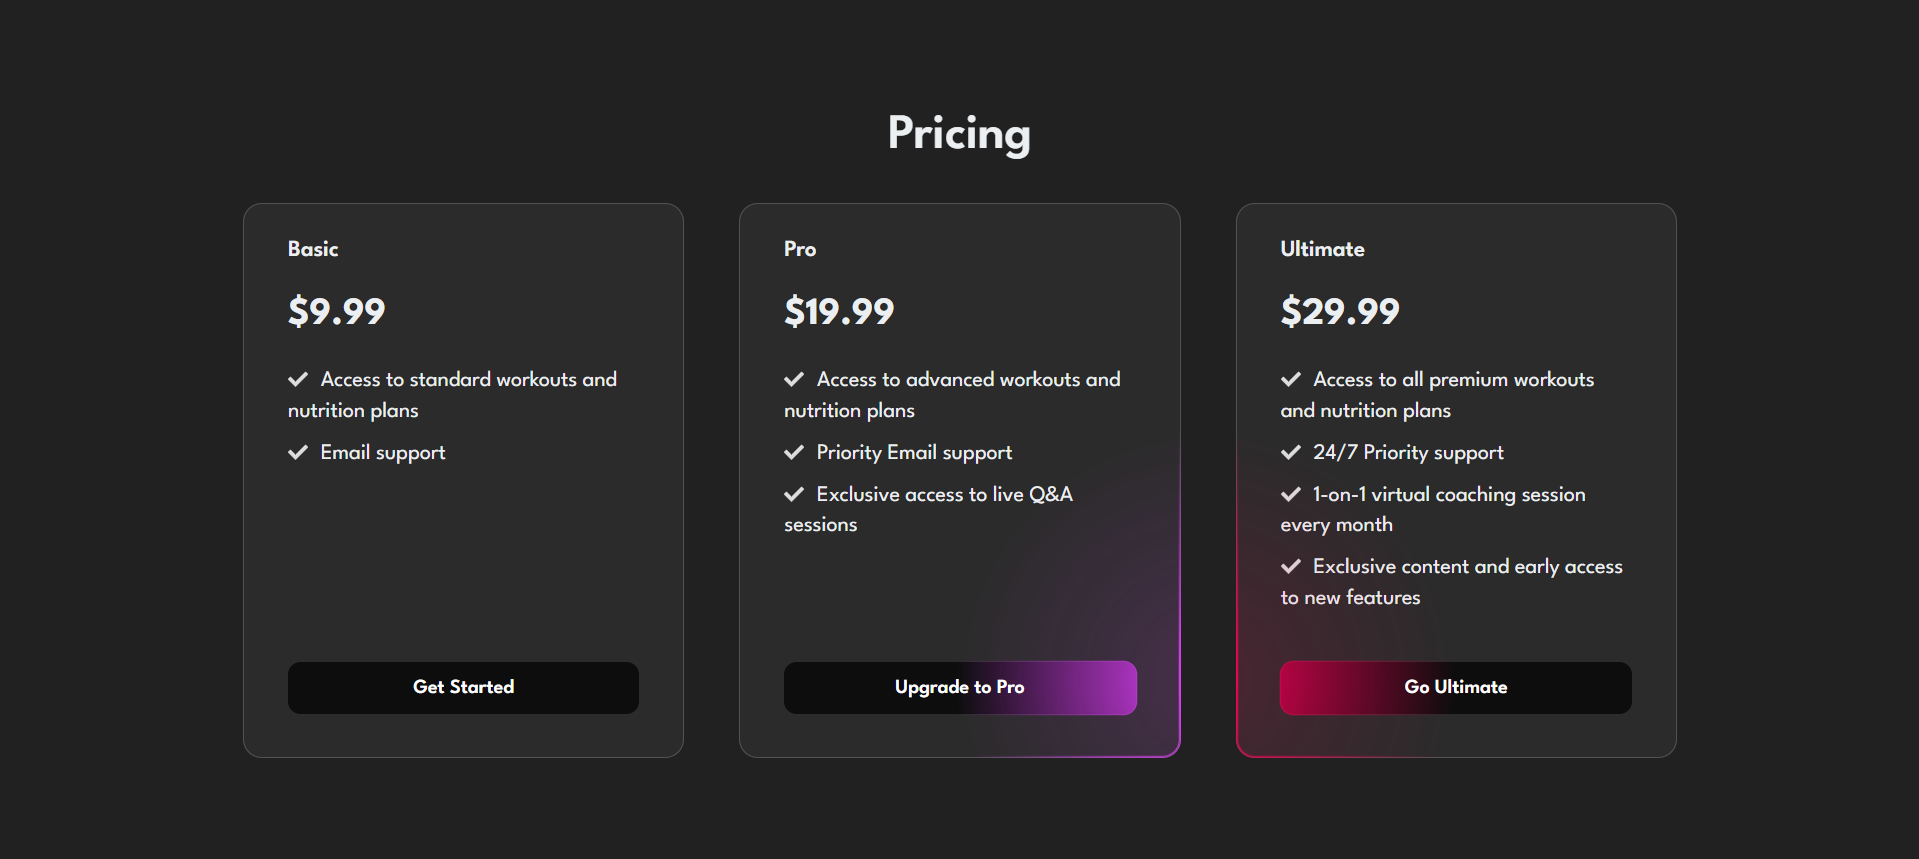 Pricing
Basic
$9.99
Access to standard workouts and
nutrition plans
Email support
Get Started
Pro
$19.99
Access to advanced workouts and
nutrition plans
Priority Email support
Exclusive access to live Q&A
sessions
Upgrade to Pro
Ultimate
$29.99
Access to all premium workouts
and nutrition plans
24/7 Priority support
1-on-1 virtual coaching session
every month
Exclusive content and early access
to new features
Go Ultimate